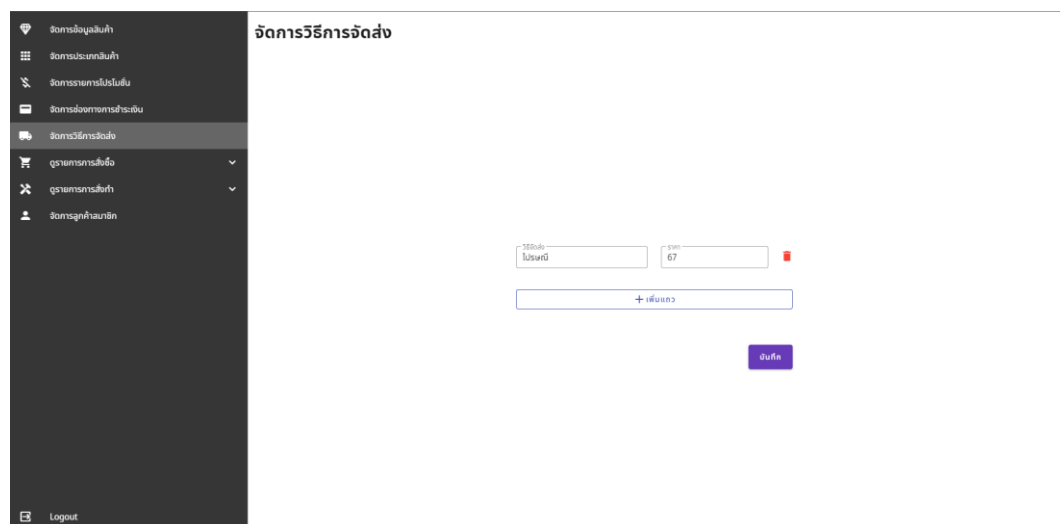 จัดการข้อมูลสินค้า
จัดการประเภทสินค้า
จัดการรายการโปรโมชั่น
จัดการช่องทางการชำระเงิน
จัดการวิธีการจัดส่ง
ดูรายการการสั่งซื้อ
ดูรายการการสั่งทำ
จัดการลูกค้าสมาชิก
Logout
จัดการวิธีการจัดส่ง
วิธีจัดส่ง
ไปรษณี
ราคา
67
+ เพิ่มแถว
บันทึก